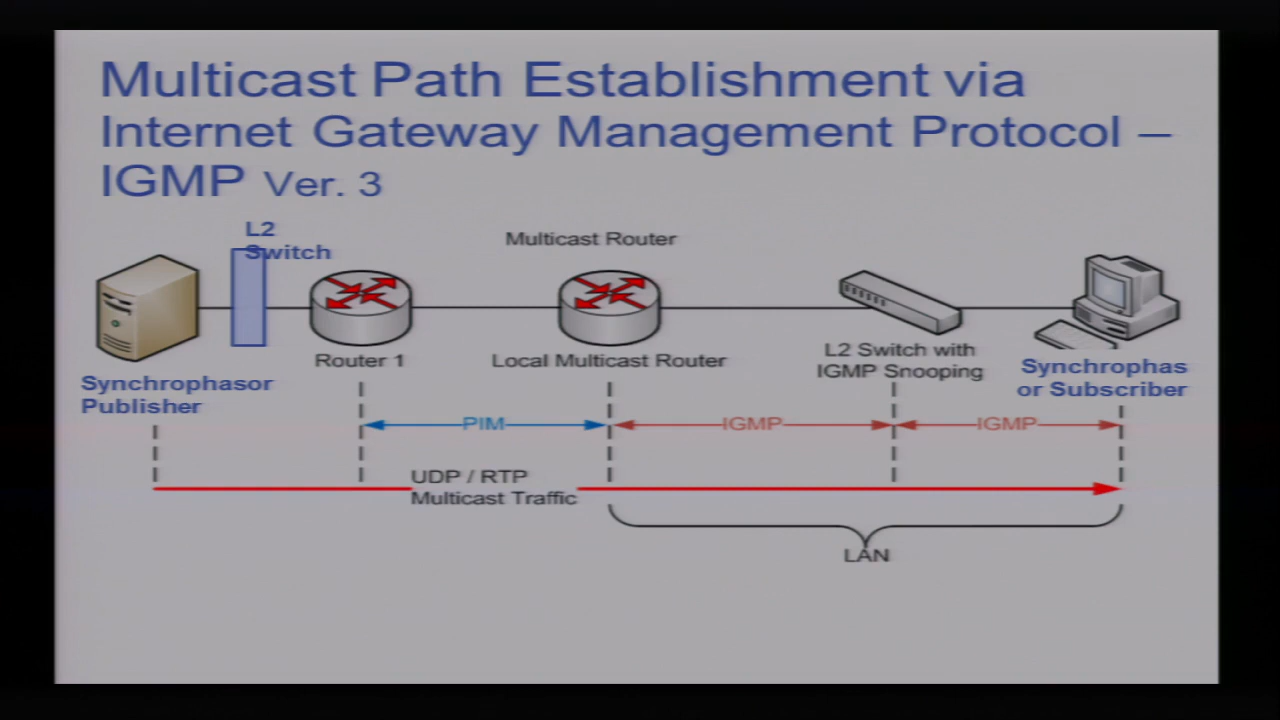 Multicast Path Establishment via
Internet Gateway Management Protocol –
IGMP Ver. 3
L2
Switch
Multicast Router
Router 1
Local Multicast Router
L2 Switch with
IGMP Snooping
Synchrophasor
Publisher
Synchrophas
or Subscriber
PIM
IGMP
IGMP
UDP / RTP
Multicast Traffic
LAN